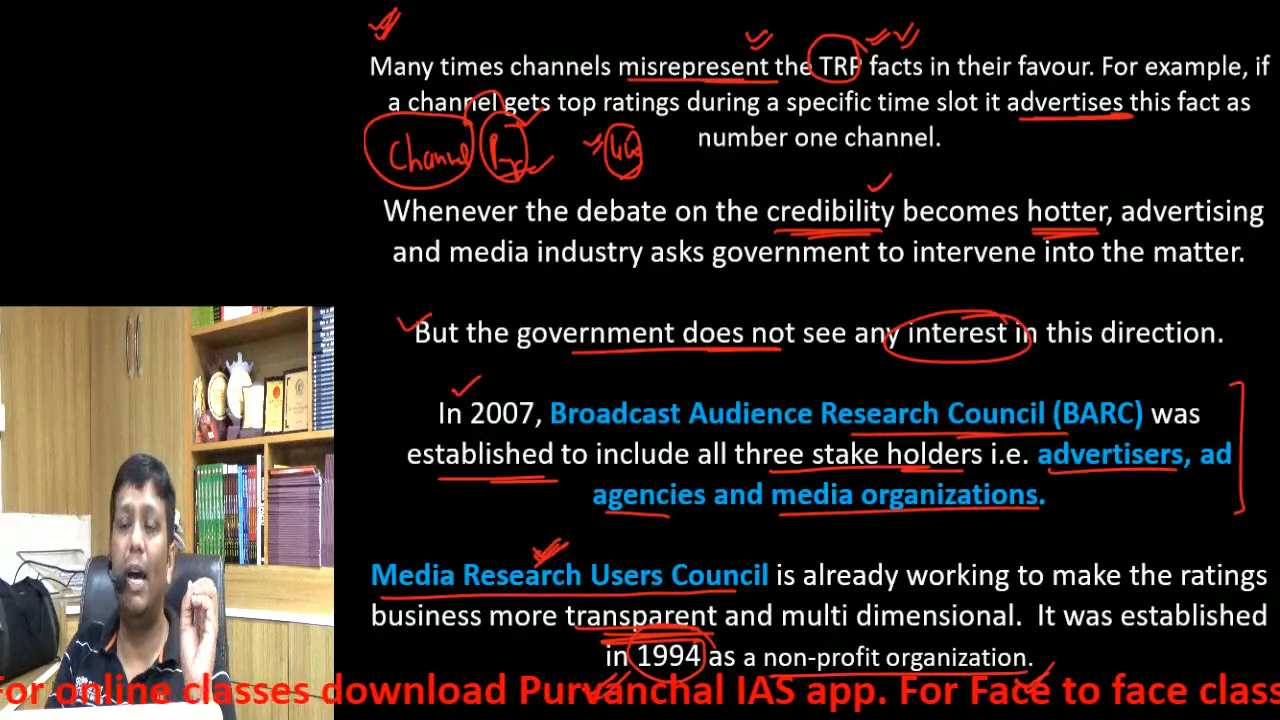 Many times channels misrepresent the TRP facts in their favour. For example, if
a channel gets top ratings during a specific time slot it advertises this fact as
number one channel.
Channel
Whenever the debate on the credibility becomes hotter, advertising
and media industry asks government to intervene into the matter.
But the government does not see any interest in this direction.
In 2007, Broadcast Audience Research Council (BARC) was
established to include all three stake holders i.e. advertisers, ad
agencies and media organizations.
Media Research Users Council is already working to make the ratings
business more transparent and multi dimensional. It was established
in 1994 as a non-profit organization.
For online classes download Purvanchal IAS app. For Face to face class